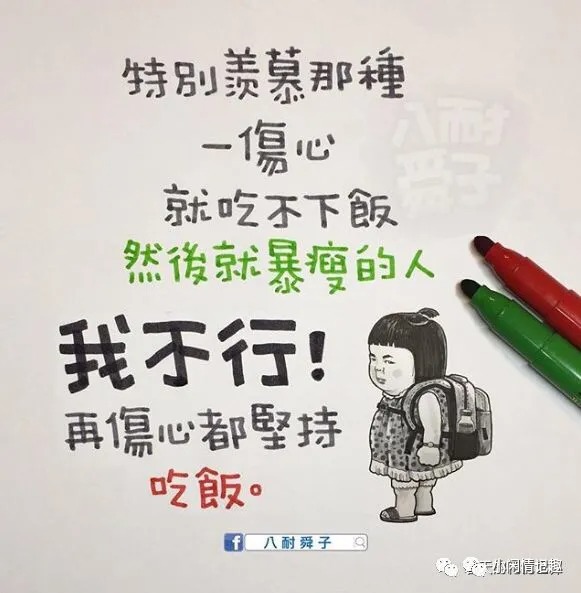 特別羨慕那種
一傷心
就吃不下飯
然後就暴瘦的人
我不行!
再傷心都堅持
吃飯。
八耐舜子
f 八耐舜子